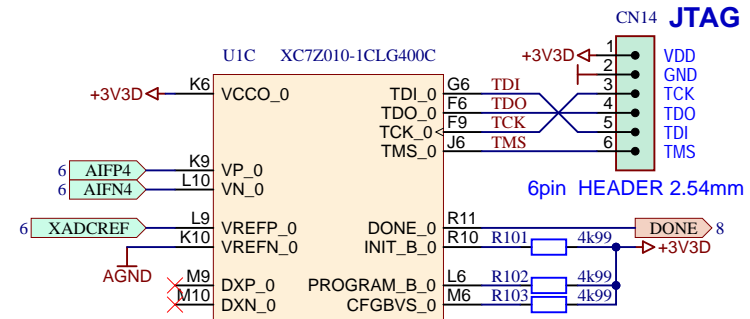 CN14 JTAG
U1C XC7Z010-1CLG400C
+3V3D 1 VDD
2 GND
+3V3D K6 VCCO_0 TDI_0 G6 TDI 3 TCK
TDO_0 F6 TDO 4 TDO
TCK_0 F9 TCK 5 TDI
TMS_0 J6 TMS 6 TMS
6 AIFP4 K9 VP_0
6 AIFN4 L10 VN_0
6pin HEADER 2.54mm
6 XADCREF L9 VREFP_0 DONE_0 R11 DONE 8
K10 VREFN_0 INIT_B_0 R10 R101 4k99 +3V3D
AGND
M9 DXP_0 PROGRAM_B_0 L6 R102 4k99
M10 DXN_0 CFGBVS_0 M6 R103 4k99